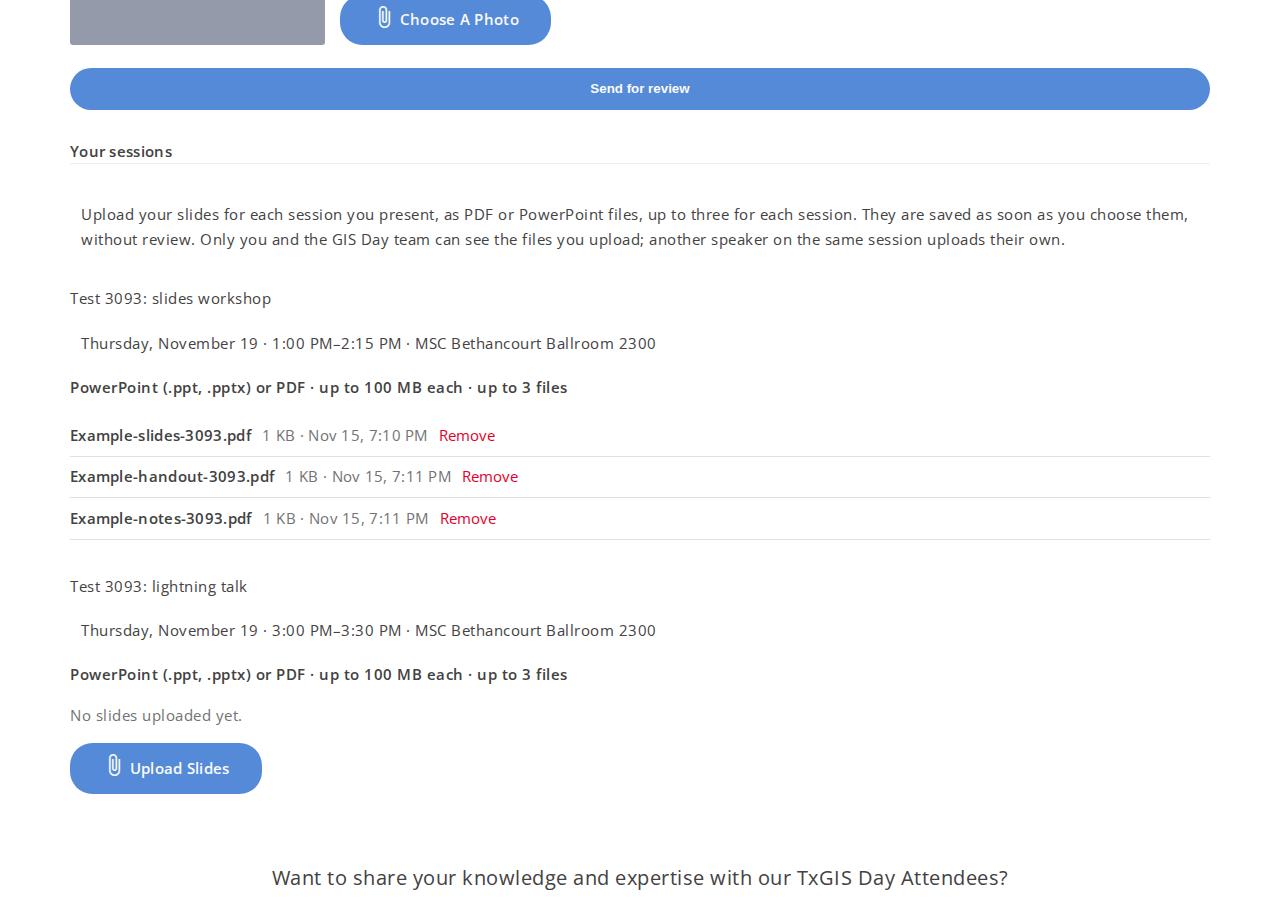 Choose A Photo
Send for review
Your sessions
Upload your slides for each session you present, as PDF or PowerPoint files, up to three for each session. They are saved as soon as you choose them,
without review. Only you and the GIS Day team can see the files you upload; another speaker on the same session uploads their own.
Test 3093: slides workshop
Thursday, November 19 · 1:00 PM–2:15 PM · MSC Bethancourt Ballroom 2300
PowerPoint (.ppt, .pptx) or PDF · up to 100 MB each · up to 3 files
Example-slides-3093.pdf 1 KB · Nov 15, 7:10 PM Remove
Example-handout-3093.pdf 1 KB · Nov 15, 7:11 PM Remove
Example-notes-3093.pdf 1 KB · Nov 15, 7:11 PM Remove
Test 3093: lightning talk
Thursday, November 19 · 3:00 PM–3:30 PM · MSC Bethancourt Ballroom 2300
PowerPoint (.ppt, .pptx) or PDF · up to 100 MB each · up to 3 files
No slides uploaded yet.
Upload Slides
Want to share your knowledge and expertise with our TxGIS Day Attendees?